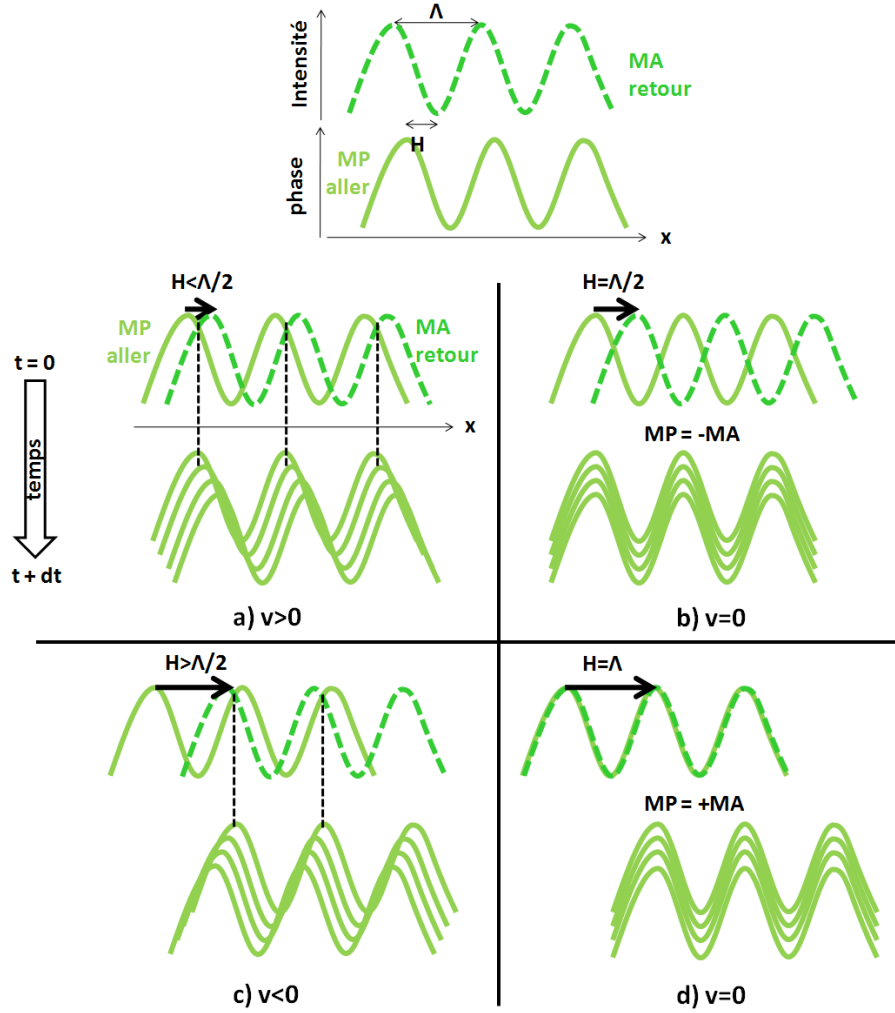 Λ
Intensité
MA
retour
H
MP
aller
phase
x
H<Λ/2
H=Λ/2
MP
aller
MA
retour
t = 0
x
MP = -MA
temps
t + dt
a) v>0
b) v=0
H>Λ/2
H=Λ
MP = +MA
c) v<0
d) v=0